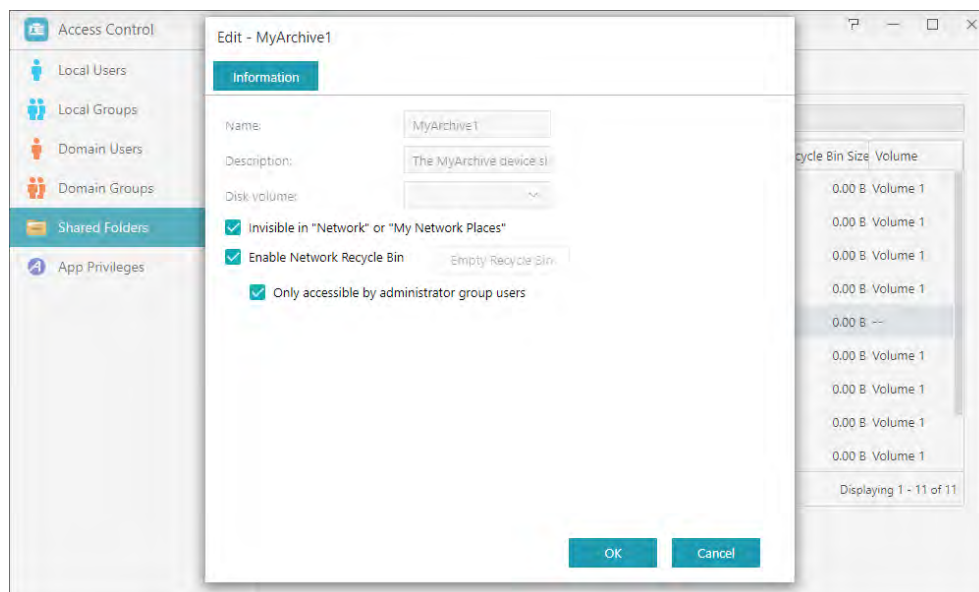 Access Control
Local Users
Local Groups
Domain Users
Domain Groups
Shared Folders
App Privileges
Edit - MyArchive1
Information
Name: MyArchive1
Description: The MyArchive device sl
Disk volume:
Invisible in "Network" or "My Network Places"
Enable Network Recycle Bin Empty Recycle Bin
Only accessible by administrator group users
OK Cancel
?
cycle Bin Size Volume
0.00 B Volume 1
0.00 B Volume 1
0.00 B Volume 1
0.00 B Volume 1
0.00 B --
0.00 B Volume 1
0.00 B Volume 1
0.00 B Volume 1
0.00 B Volume 1
Displaying 1 - 11 of 11